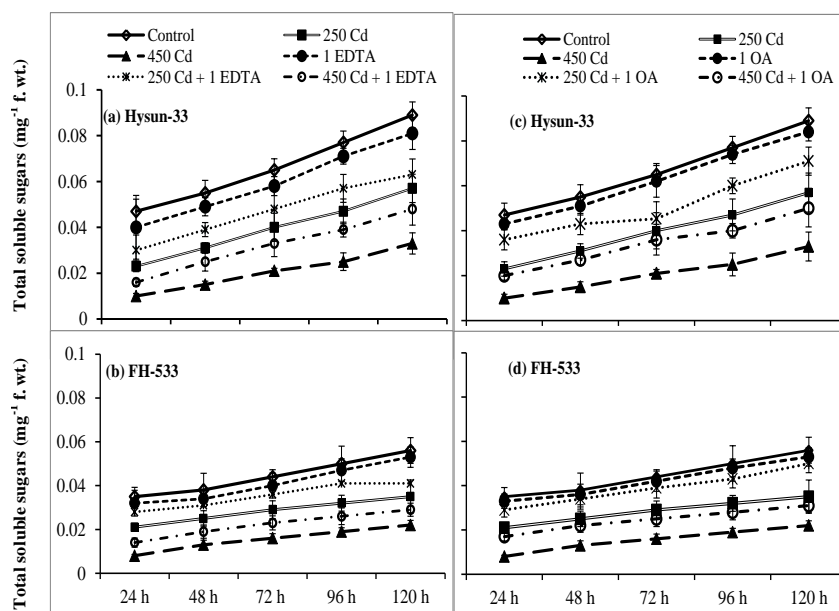 Control
250 Cd
450 Cd
1 EDTA
250 Cd + 1 EDTA
450 Cd + 1 EDTA
Control
250 Cd
450 Cd
1 OA
250 Cd + 1 OA
450 Cd + 1 OA
Total soluble sugars (mg⁻¹ f. wt.)
0.1
0.08
0.06
0.04
0.02
0
(a) Hysun-33
(c) Hysun-33
Total soluble sugars (mg⁻¹ f. wt.)
0.1
0.08
0.06
0.04
0.02
0
(b) FH-533
(d) FH-533
24 h 48 h 72 h 96 h 120 h
24 h 48 h 72 h 96 h 120 h